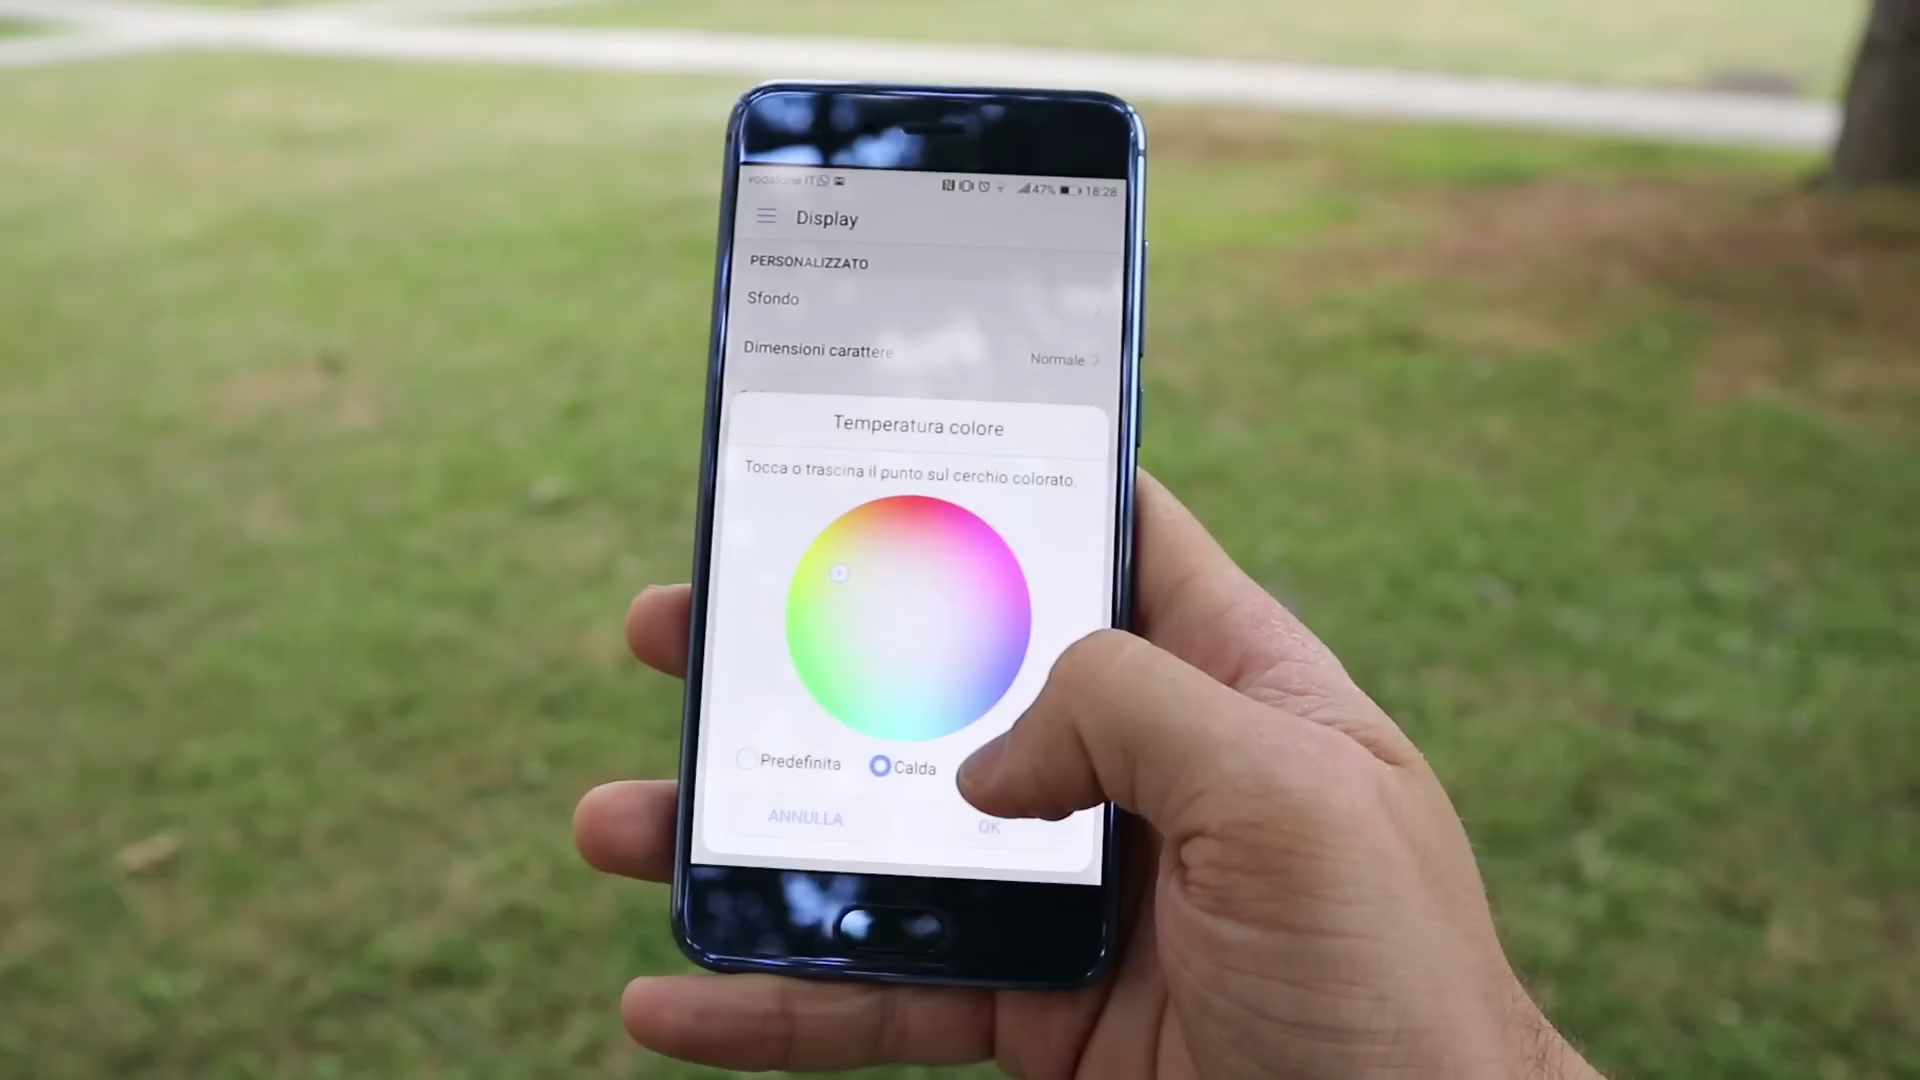 vodafone IT 47% 18:28
Display
PERSONALIZZATO
Sfondo
Dimensioni carattere Normale
Temperatura colore
Tocca o trascina il punto sul cerchio colorato.
Predefinita Calda
ANNULLA OK